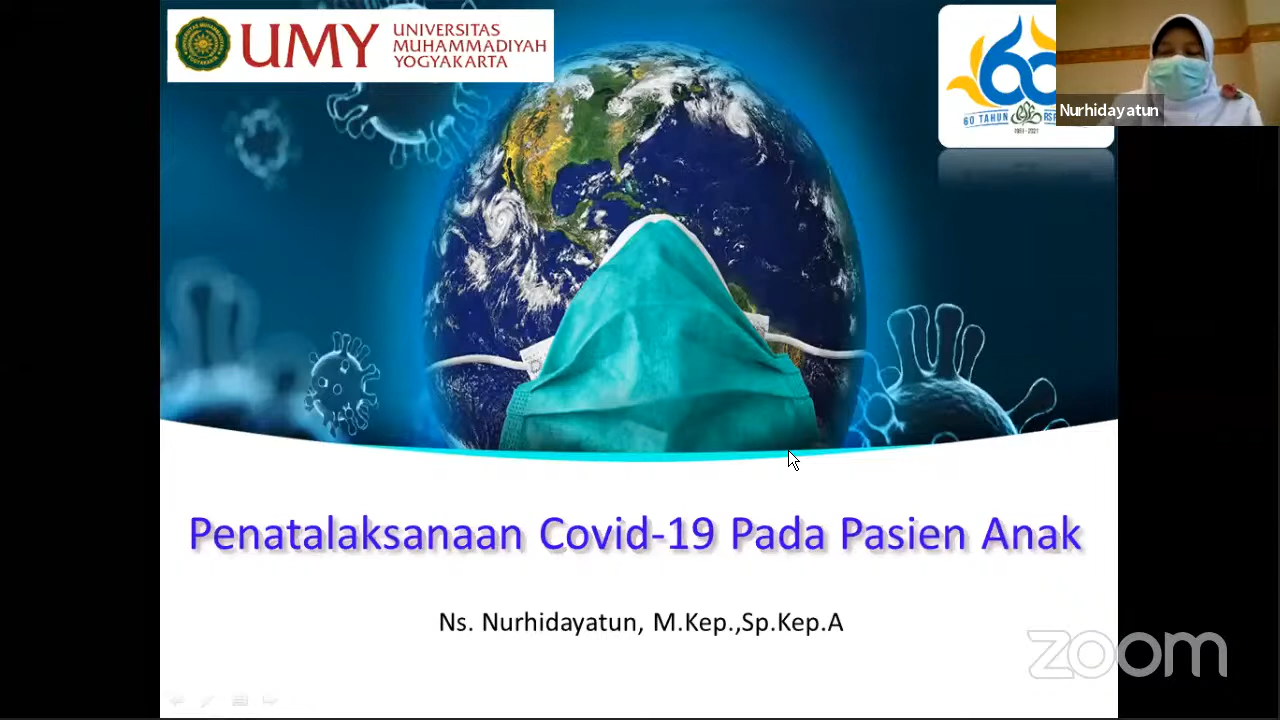 UMY
UNIVERSITAS
MUHAMMADIYAH
YOGYAKARTA
60
60 TAHUN
Nurhidayatun
Penatalaksanaan Covid-19 Pada Pasien Anak
Ns. Nurhidayatun, M.Kep.,Sp.Kep.A
zoom